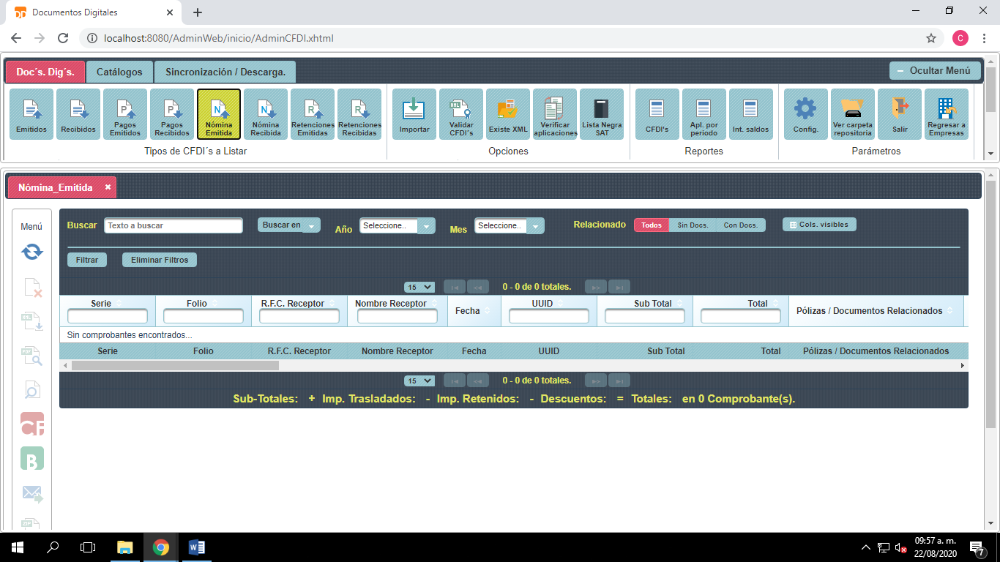 Documentos Digitales
localhost:8080/AdminWeb/inicio/AdminCFDI.xhtml
C
Doc´s. Dig´s.
Catálogos
Sincronización / Descarga.
Ocultar Menú
Emitidos
Recibidos
Pagos Emitidos
Pagos Recibidos
Nómina Emitida
Nómina Recibida
Retenciones Emitidas
Retenciones Recibidas
Importar
Validar CFDI´s
Existe XML
Verificar aplicaciones
Lista Negra SAT
CFDI's
Apl. por periodo
Int. saldos
Config.
Ver carpeta repositoria
Salir
Regresar a Empresas
Tipos de CFDI´s a Listar
Opciones
Reportes
Parámetros
Nómina_Emitida
Menú
Buscar
Texto a buscar
Buscar en
Año
Seleccione..
Mes
Seleccione..
Relacionado
Todos
Sin Docs.
Con Docs.
Cols. visibles
Filtrar
Eliminar Filtros
15
0 - 0 de 0 totales.
Serie
Folio
R.F.C. Receptor
Nombre Receptor
Fecha
UUID
Sub Total
Total
Pólizas / Documentos Relacionados
Sin comprobantes encontrados...
Serie
Folio
R.F.C. Receptor
Nombre Receptor
Fecha
UUID
Sub Total
Total
Pólizas / Documentos Relacionados
15
0 - 0 de 0 totales.
Sub-Totales: + Imp. Trasladados: - Imp. Retenidos: - Descuentos: = Totales: en 0 Comprobante(s).
XML
PDF
CF
B
ZIP
09:57 a. m.
22/08/2020
7